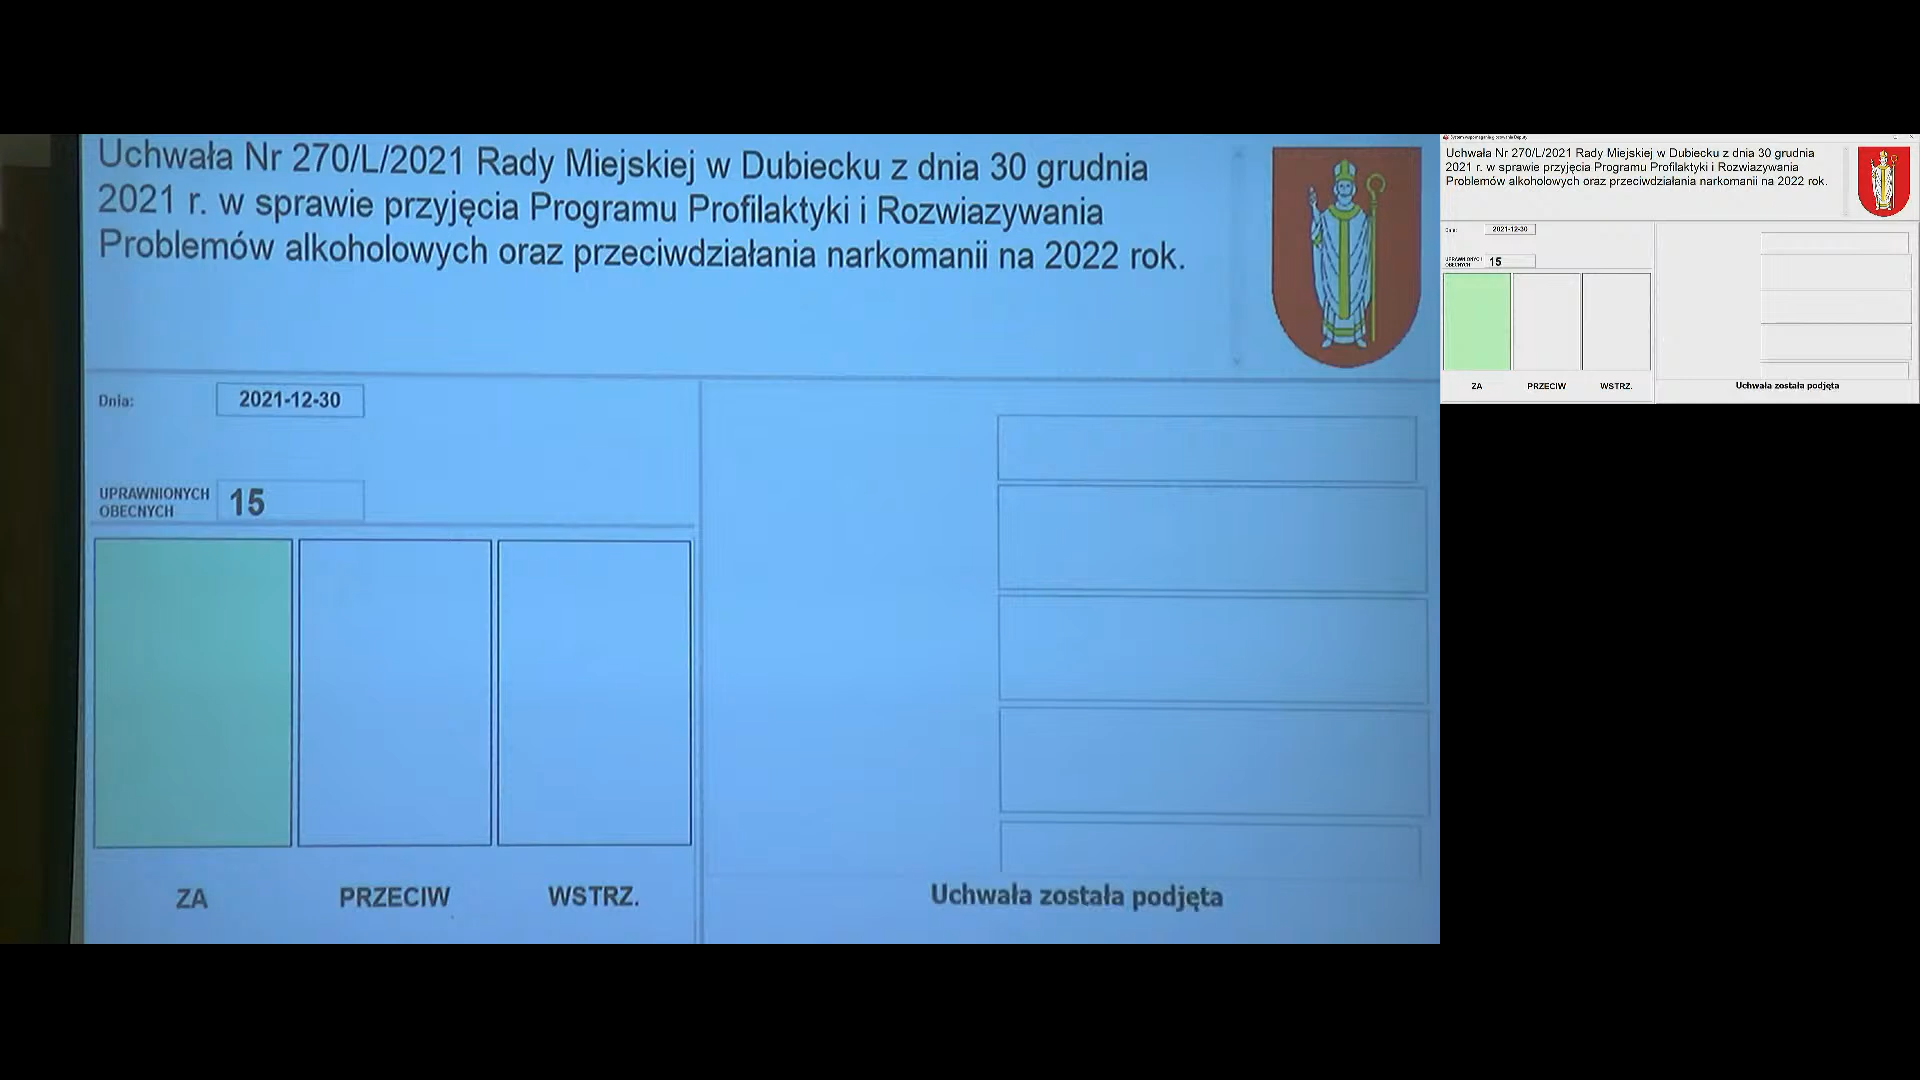 Uchwała Nr 270/L/2021 Rady Miejskiej w Dubiecku z dnia 30 grudnia
2021 r. w sprawie przyjęcia Programu Profilaktyki i Rozwiazywania
Problemów alkoholowych oraz przeciwdziałania narkomanii na 2022 rok.
Dnia: 2021-12-30
UPRAWNIONYCH
OBECNYCH 15
ZA PRZECIW WSTRZ.
Uchwała została podjęta
Uchwała Nr 270/L/2021 Rady Miejskiej w Dubiecku z dnia 30 grudnia
2021 r. w sprawie przyjęcia Programu Profilaktyki i Rozwiazywania
Problemów alkoholowych oraz przeciwdziałania narkomanii na 2022 rok.
Dnia: 2021-12-30
UPRAWNIONYCH
OBECNYCH 15
ZA PRZECIW WSTRZ.
Uchwała została podjęta